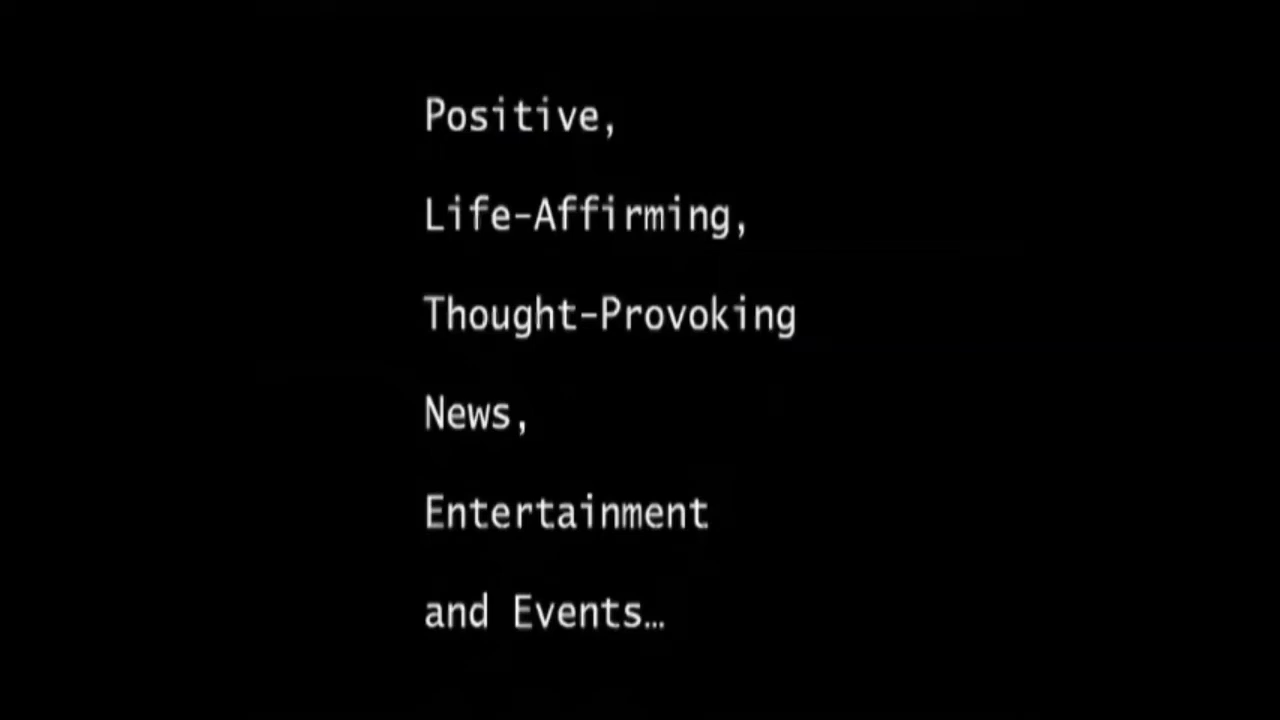 Positive,
Life-Affirming,
Thought-Provoking
News,
Entertainment
and Events…